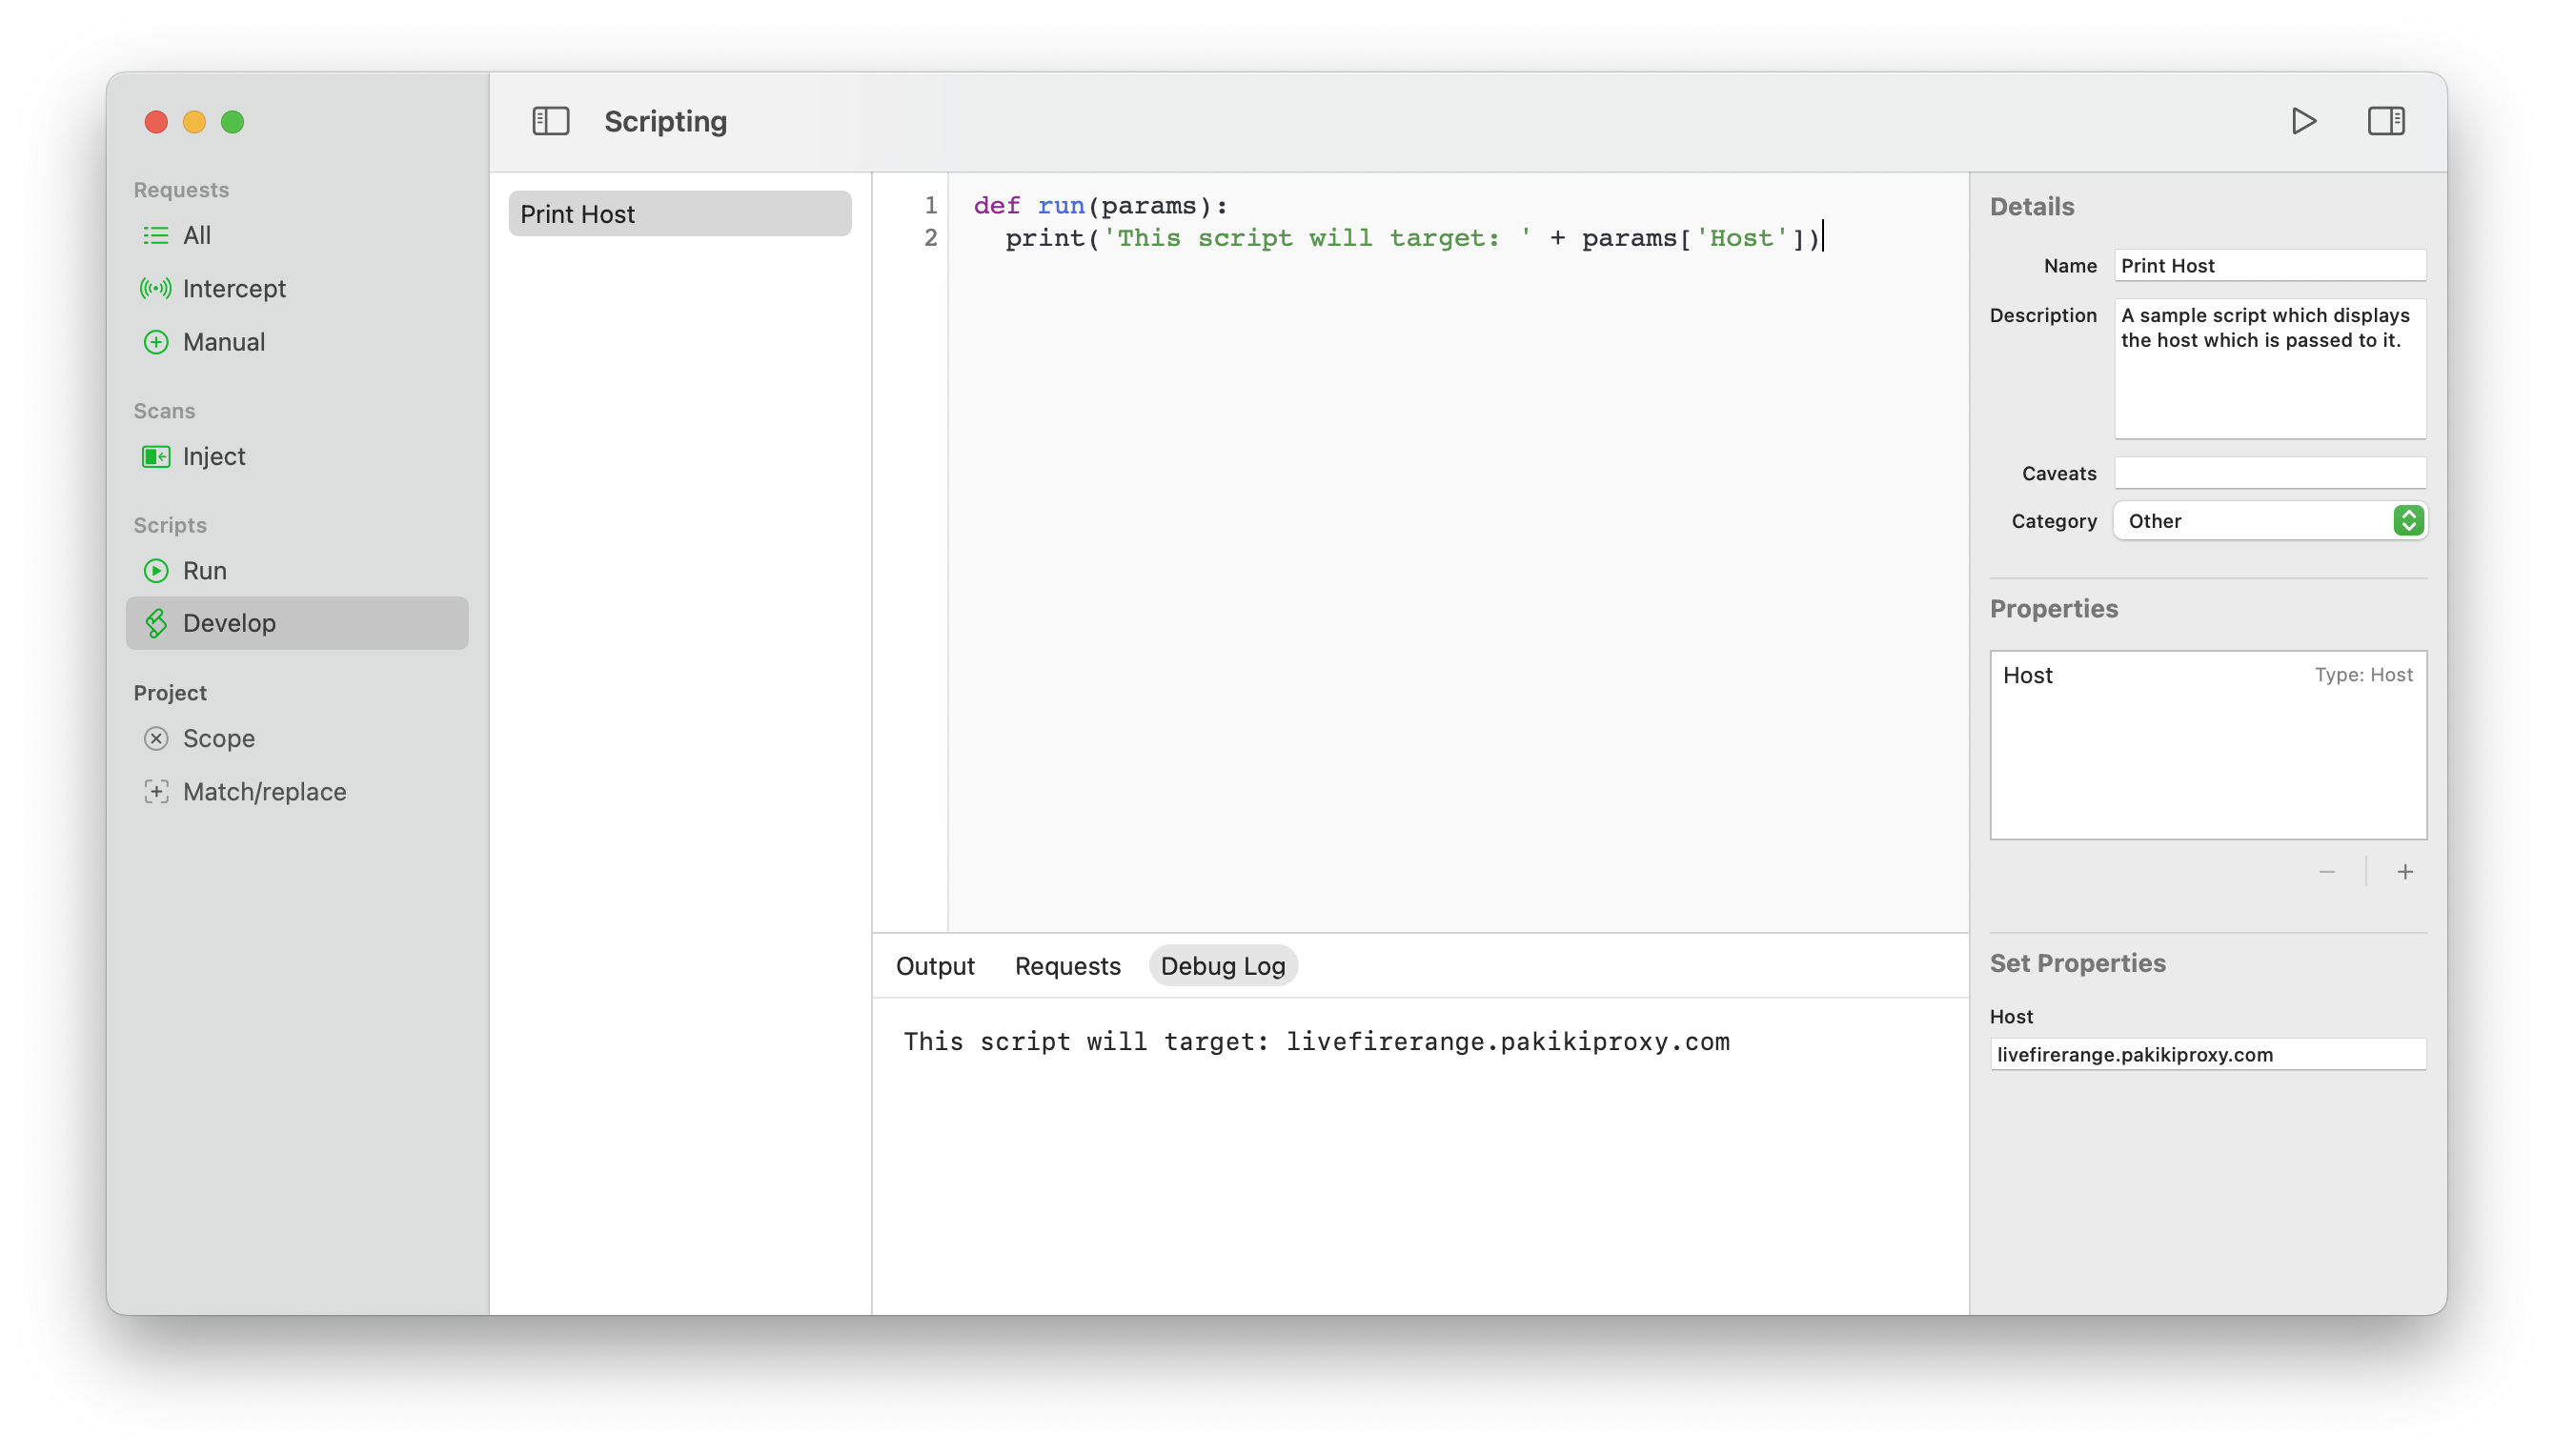 Scripting
Requests
All
Intercept
Manual
Scans
Inject
Scripts
Run
Develop
Project
Scope
Match/replace
Print Host
1 def run(params):
2   print('This script will target: ' + params['Host'])
Output Requests Debug Log
This script will target: livefirerange.pakikiproxy.com
Details
Name Print Host
Description A sample script which displays
the host which is passed to it.
Caveats
Category Other
Properties
Host Type: Host
Set Properties
Host
livefirerange.pakikiproxy.com